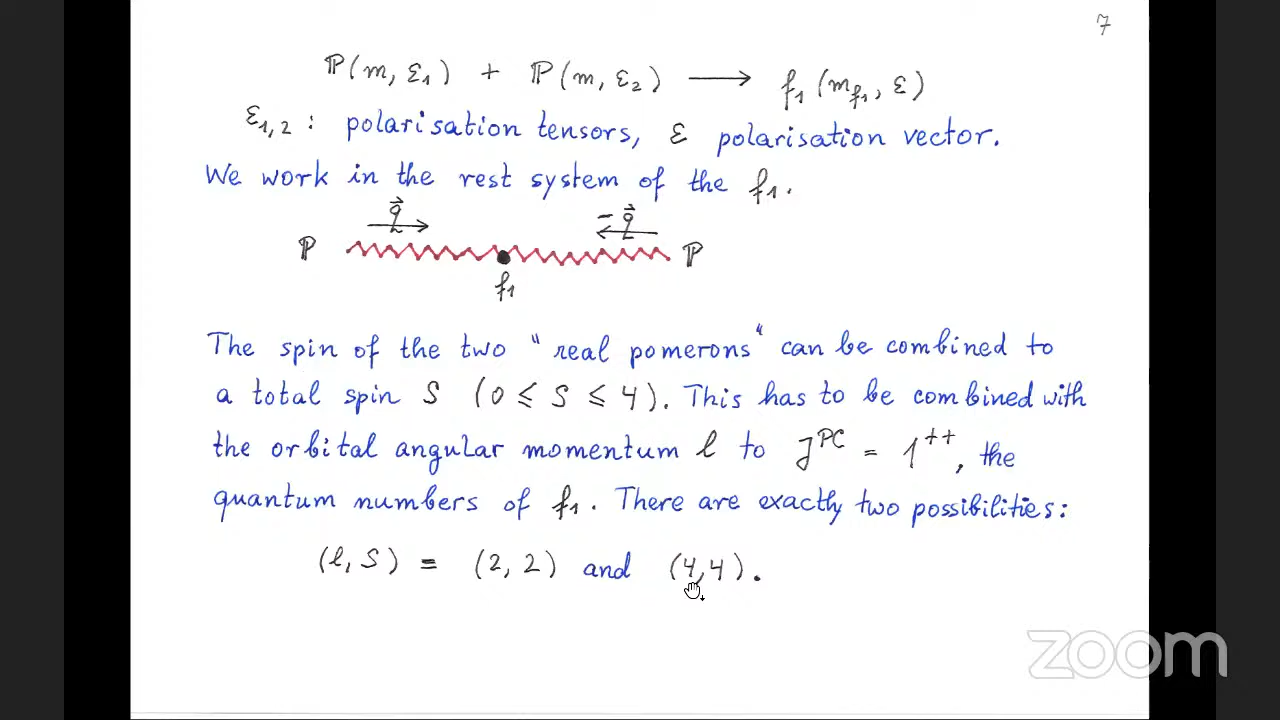 7
ℙ(m, ε₁) + ℙ(m, ε₂) ⟶ f₁(m_f₁, ε)
ε₁,₂ : polarisation tensors, ε polarisation vector.
We work in the rest system of the f₁.
q⃗ −q⃗
ℙ ℙ
f₁
The spin of the two "real pomerons" can be combined to
a total spin S (0 ⩽ S ⩽ 4). This has to be combined with
the orbital angular momentum l to J^PC = 1^++, the
quantum numbers of f₁. There are exactly two possibilities:
(l, S) = (2, 2) and (4,4).
zoom